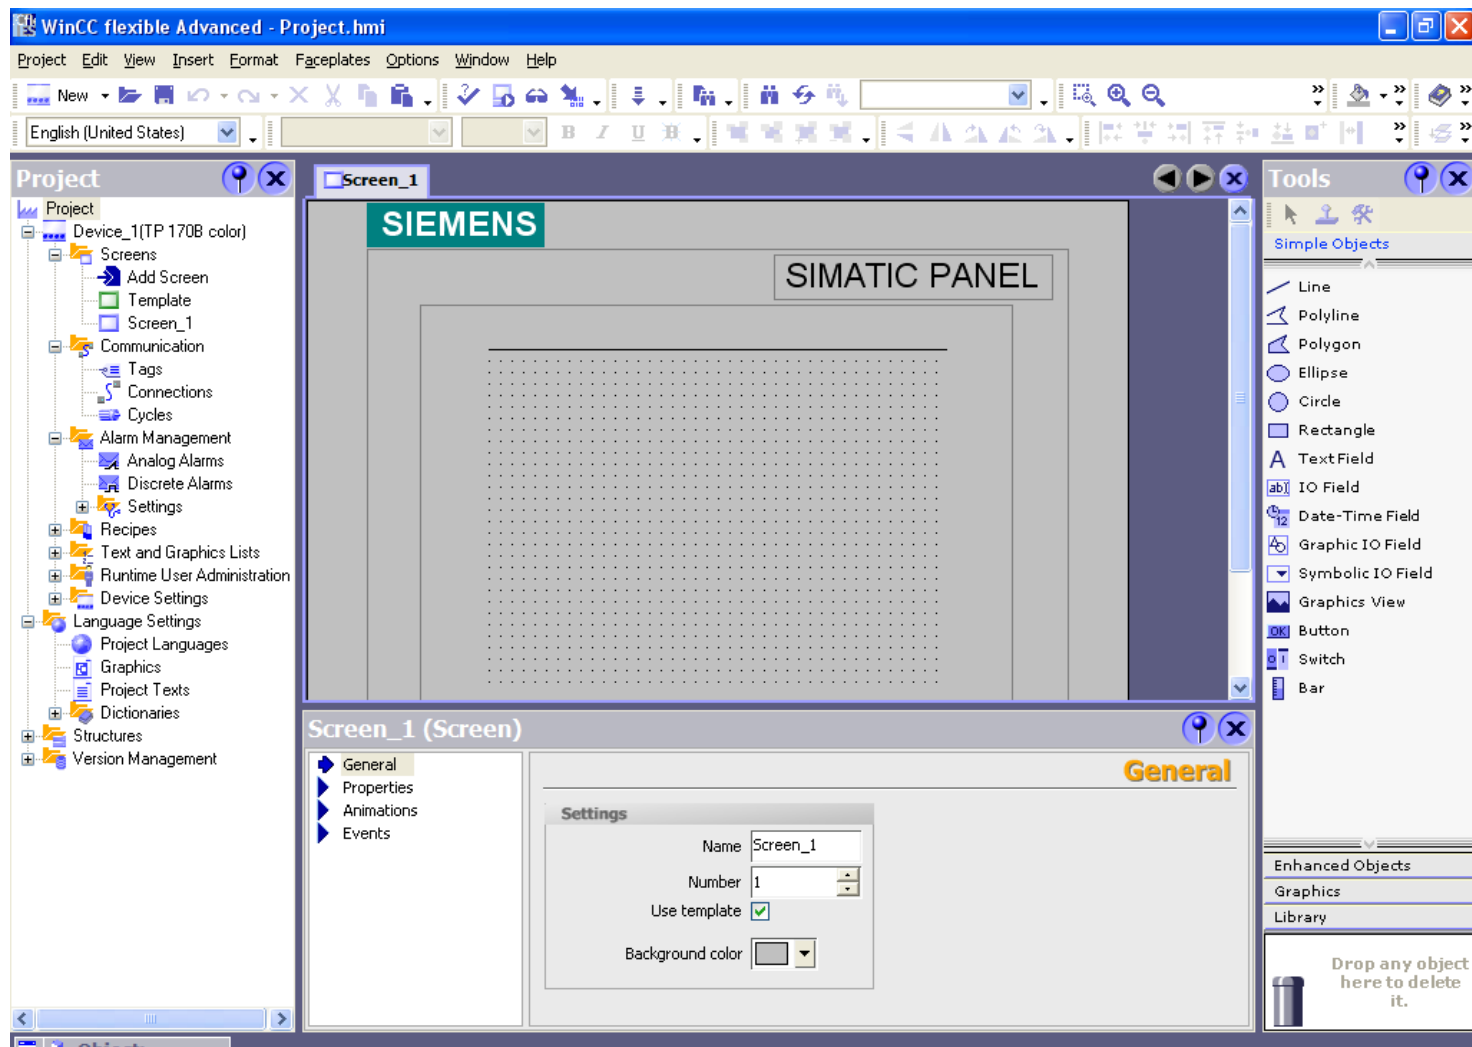 WinCC flexible Advanced - Project.hmi
Project Edit View Insert Format Faceplates Options Window Help
New
English (United States)
B I U
Project
Project
Device_1(TP 170B color)
Screens
Add Screen
Template
Screen_1
Communication
Tags
Connections
Cycles
Alarm Management
Analog Alarms
Discrete Alarms
Settings
Recipes
Text and Graphics Lists
Runtime User Administration
Device Settings
Language Settings
Project Languages
Graphics
Project Texts
Dictionaries
Structures
Version Management
Screen_1
SIEMENS
SIMATIC PANEL
Screen_1 (Screen)
General
Properties
Animations
Events
General
Settings
Name Screen_1
Number 1
Use template
Background color
Tools
Simple Objects
Line
Polyline
Polygon
Ellipse
Circle
Rectangle
A Text Field
ab IO Field
12 Date-Time Field
Graphic IO Field
Symbolic IO Field
Graphics View
OK Button
Switch
Bar
Enhanced Objects
Graphics
Library
Drop any object
here to delete
it.